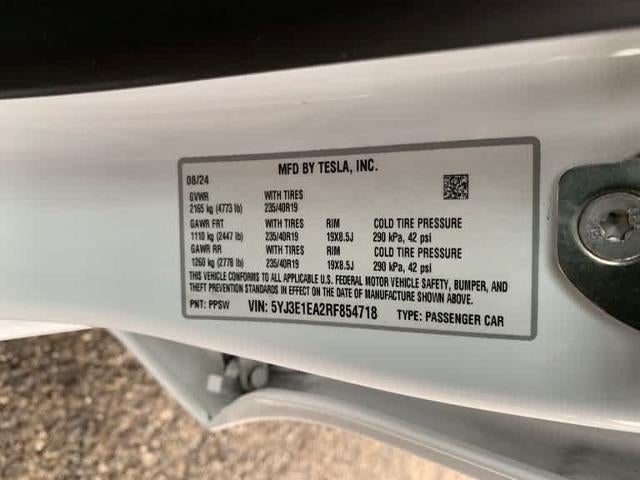 MFD BY TESLA, INC.
08/24
GVWR WITH TIRES
2165 kg (4773 lb) 235/40R19
GAWR FRT WITH TIRES RIM COLD TIRE PRESSURE
1110 kg (2447 lb) 235/40R19 19X8.5J 290 kPa, 42 psi
GAWR RR WITH TIRES RIM COLD TIRE PRESSURE
1260 kg (2778 lb) 235/40R19 19X8.5J 290 kPa, 42 psi
THIS VEHICLE CONFORMS TO ALL APPLICABLE U.S. FEDERAL MOTOR VEHICLE SAFETY, BUMPER, AND
THEFT PREVENTION STANDARDS IN EFFECT ON THE DATE OF MANUFACTURE SHOWN ABOVE.
PNT: PPSW VIN: 5YJ3E1EA2RF854718 TYPE: PASSENGER CAR